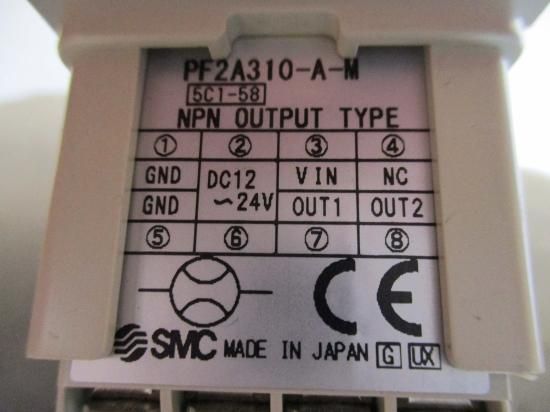 PF2A310-A-M
5C1-58
NPN OUTPUT TYPE
① ② ③ ④
GND DC12 VIN NC
GND ~24V OUT1 OUT2
⑤ ⑥ ⑦ ⑧
CE
SMC MADE IN JAPAN G UX